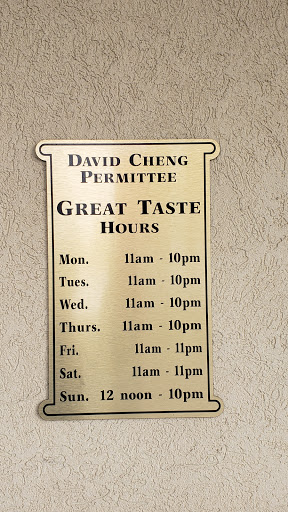 DAVID CHENG
PERMITTEE
GREAT TASTE
HOURS
Mon. 11am - 10pm
Tues. 11am - 10pm
Wed. 11am - 10pm
Thurs. 11am - 10pm
Fri. 11am - 11pm
Sat. 11am - 11pm
Sun. 12 noon - 10pm